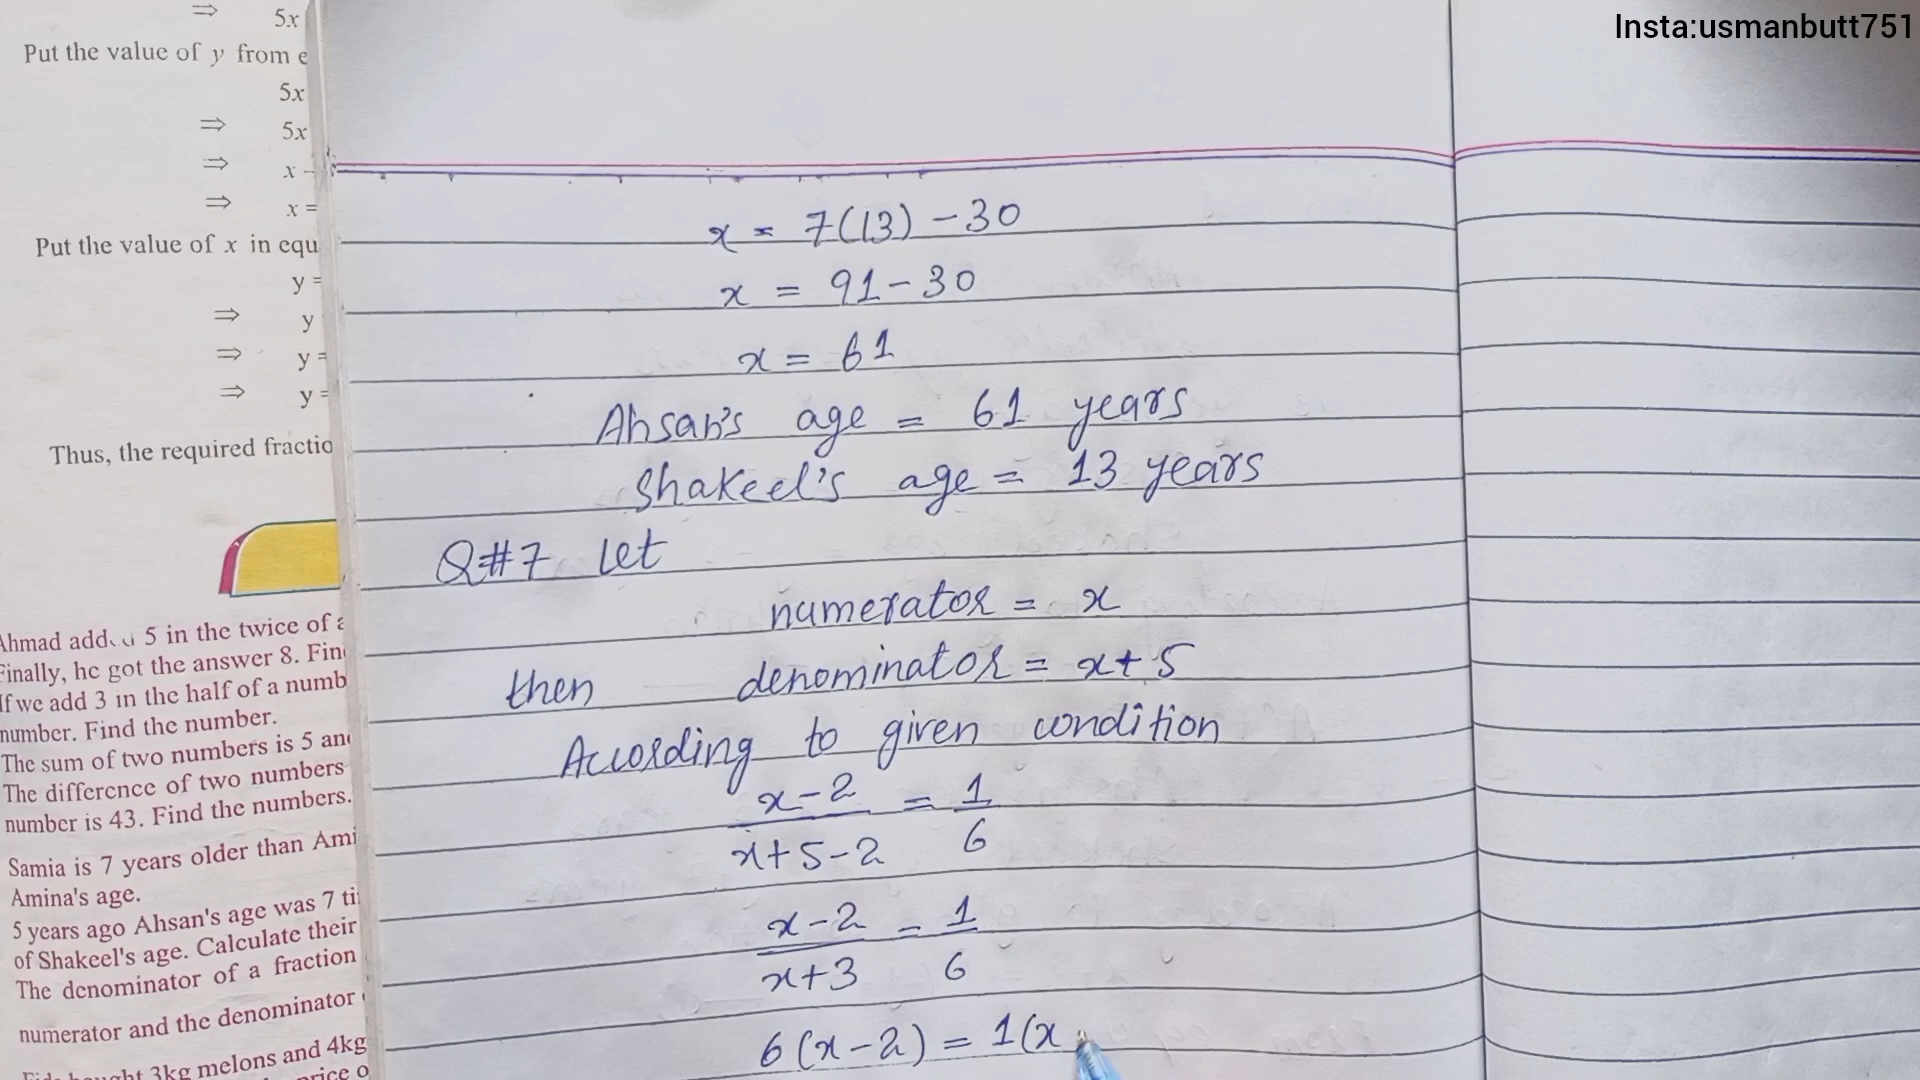 Insta:usmanbutt751
⇒ 5x
Put the value of y from e
5x
⇒ 5x
⇒ x -
⇒ x =
Put the value of x in equ
y =
⇒ y
⇒ y =
⇒ y =
Thus, the required fractio
Ahmad add 5 in the twice of a
Finally, he got the answer 8. Fin
If we add 3 in the half of a numb
number. Find the number.
The sum of two numbers is 5 and
The difference of two numbers
number is 43. Find the numbers.
Samia is 7 years older than Ami
Amina's age.
5 years ago Ahsan's age was 7 ti
of Shakeel's age. Calculate their
The denominator of a fraction
numerator and the denominator
3kg melons and 4kg
price o
x = 7(13) - 30
x = 91 - 30
x = 61
Ahsan's age = 61 years
Shakeel's age = 13 years
Q#7 Let
numerator = x
then denominator = x + 5
According to given condition
x-2 = 1
x+5-2 6
x-2 - 1
x+3 6
6(x-2) = 1(x